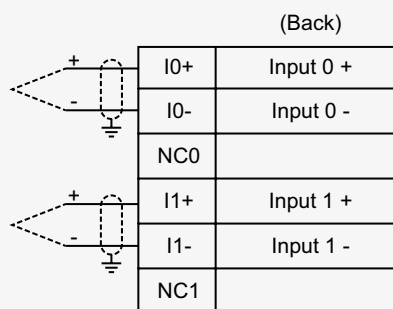 (Back)
+ I0+ Input 0 +
- I0- Input 0 -
NC0
+ I1+ Input 1 +
- I1- Input 1 -
NC1